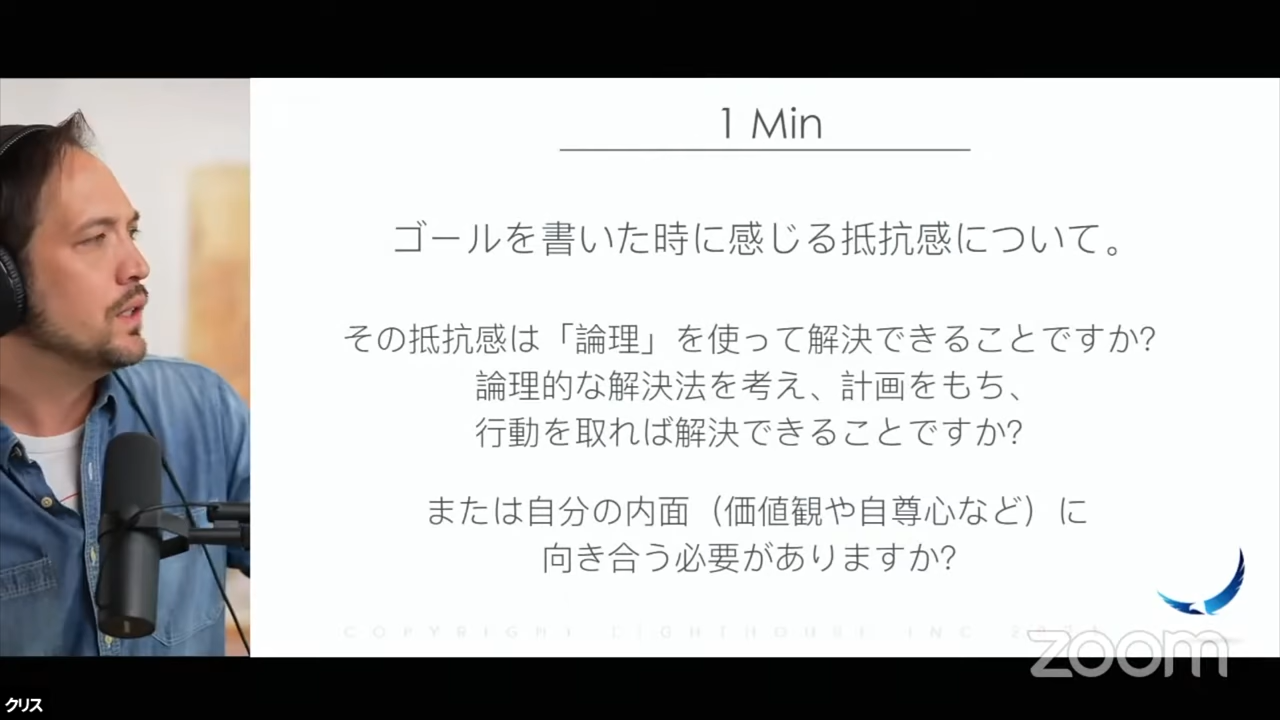 1 Min
ゴールを書いた時に感じる抵抗感について。
その抵抗感は「論理」を使って解決できることですか?
論理的な解決法を考え、計画をもち、
行動を取れば解決できることですか?
または自分の内面（価値観や自尊心など）に
向き合う必要がありますか?
COPYRIGHT LIGHTHOUSE INC
zoom
クリス